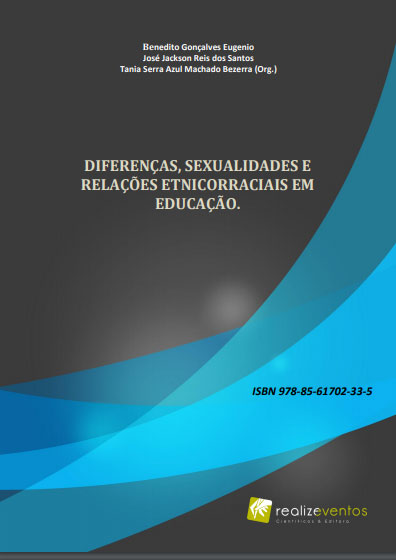 Benedito Gonçalves Eugenio
José Jackson Reis dos Santos
Tania Serra Azul Machado Bezerra (Org.)
DIFERENÇAS, SEXUALIDADES E
RELAÇÕES ETNICORRACIAIS EM
EDUCAÇÃO.
ISBN 978-85-61702-33-5
realizeventos
Científicos & Editora